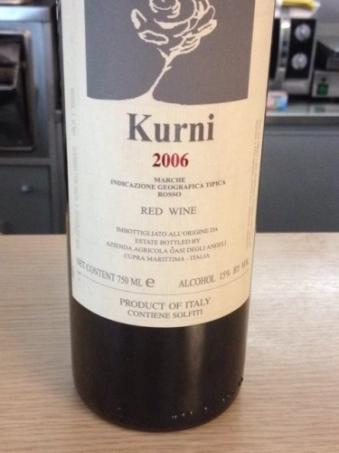 Kurni
2006
MARCHE
INDICAZIONE GEOGRAFICA TIPICA
ROSSO
RED WINE
IMBOTTIGLIATO ALL'ORIGINE DA
ESTATE BOTTLED BY
AZIENDA AGRICOLA OASI DEGLI ANGELI
CUPRA MARITTIMA - ITALIA
NET CONTENT 750 ML e ALCOHOL 15% BY VOL
PRODUCT OF ITALY
CONTIENE SOLFITI